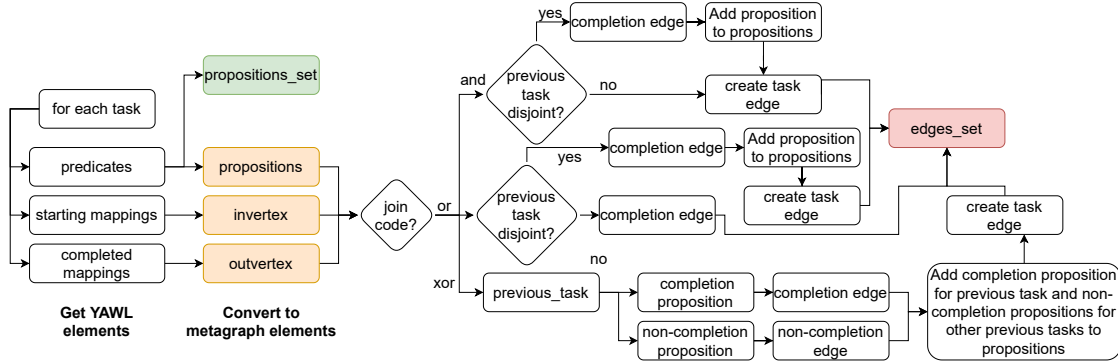 for each task
predicates
starting mappings
completed
mappings
Get YAWL
elements
propositions_set
propositions
invertex
outvertex
Convert to
metagraph elements
join
code?
and
or
xor
previous
task
disjoint?
yes
completion edge
Add proposition
to propositions
no
create task
edge
previous
task
disjoint?
yes
completion edge
Add proposition
to propositions
create task
edge
no
completion edge
previous_task
completion
proposition
completion edge
non-completion
proposition
non-completion
edge
Add completion proposition
for previous task and non-
completion propositions for
other previous tasks to
propositions
create task
edge
edges_set